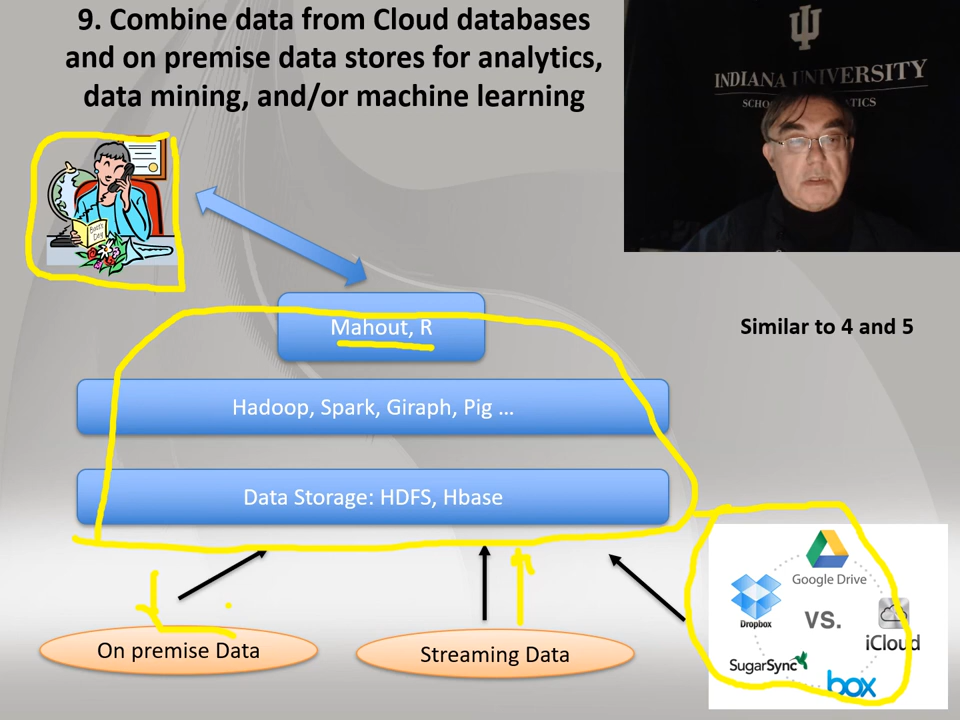 9. Combine data from Cloud databases
and on premise data stores for analytics,
data mining, and/or machine learning
INDIANA UNIVERSITY
Mahout, R
Similar to 4 and 5
Hadoop, Spark, Giraph, Pig ...
Data Storage: HDFS, Hbase
Google Drive
Dropbox
VS.
iCloud
SugarSync
box
On premise Data
Streaming Data